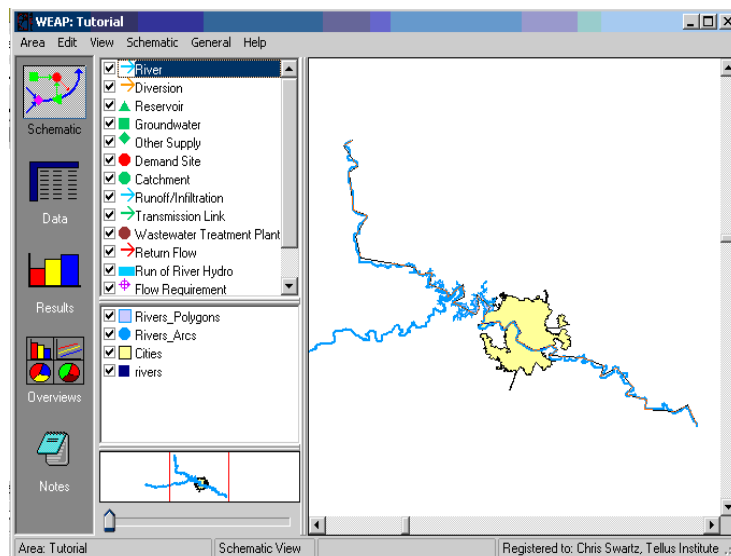 WEAP: Tutorial
Area Edit View Schematic General Help
Schematic
Data
Results
Overviews
Notes
River
Diversion
Reservoir
Groundwater
Other Supply
Demand Site
Catchment
Runoff/Infiltration
Transmission Link
Wastewater Treatment Plant
Return Flow
Run of River Hydro
Flow Requirement
Rivers_Polygons
Rivers_Arcs
Cities
rivers
Area: Tutorial
Schematic View
Registered to: Chris Swartz, Tellus Institute